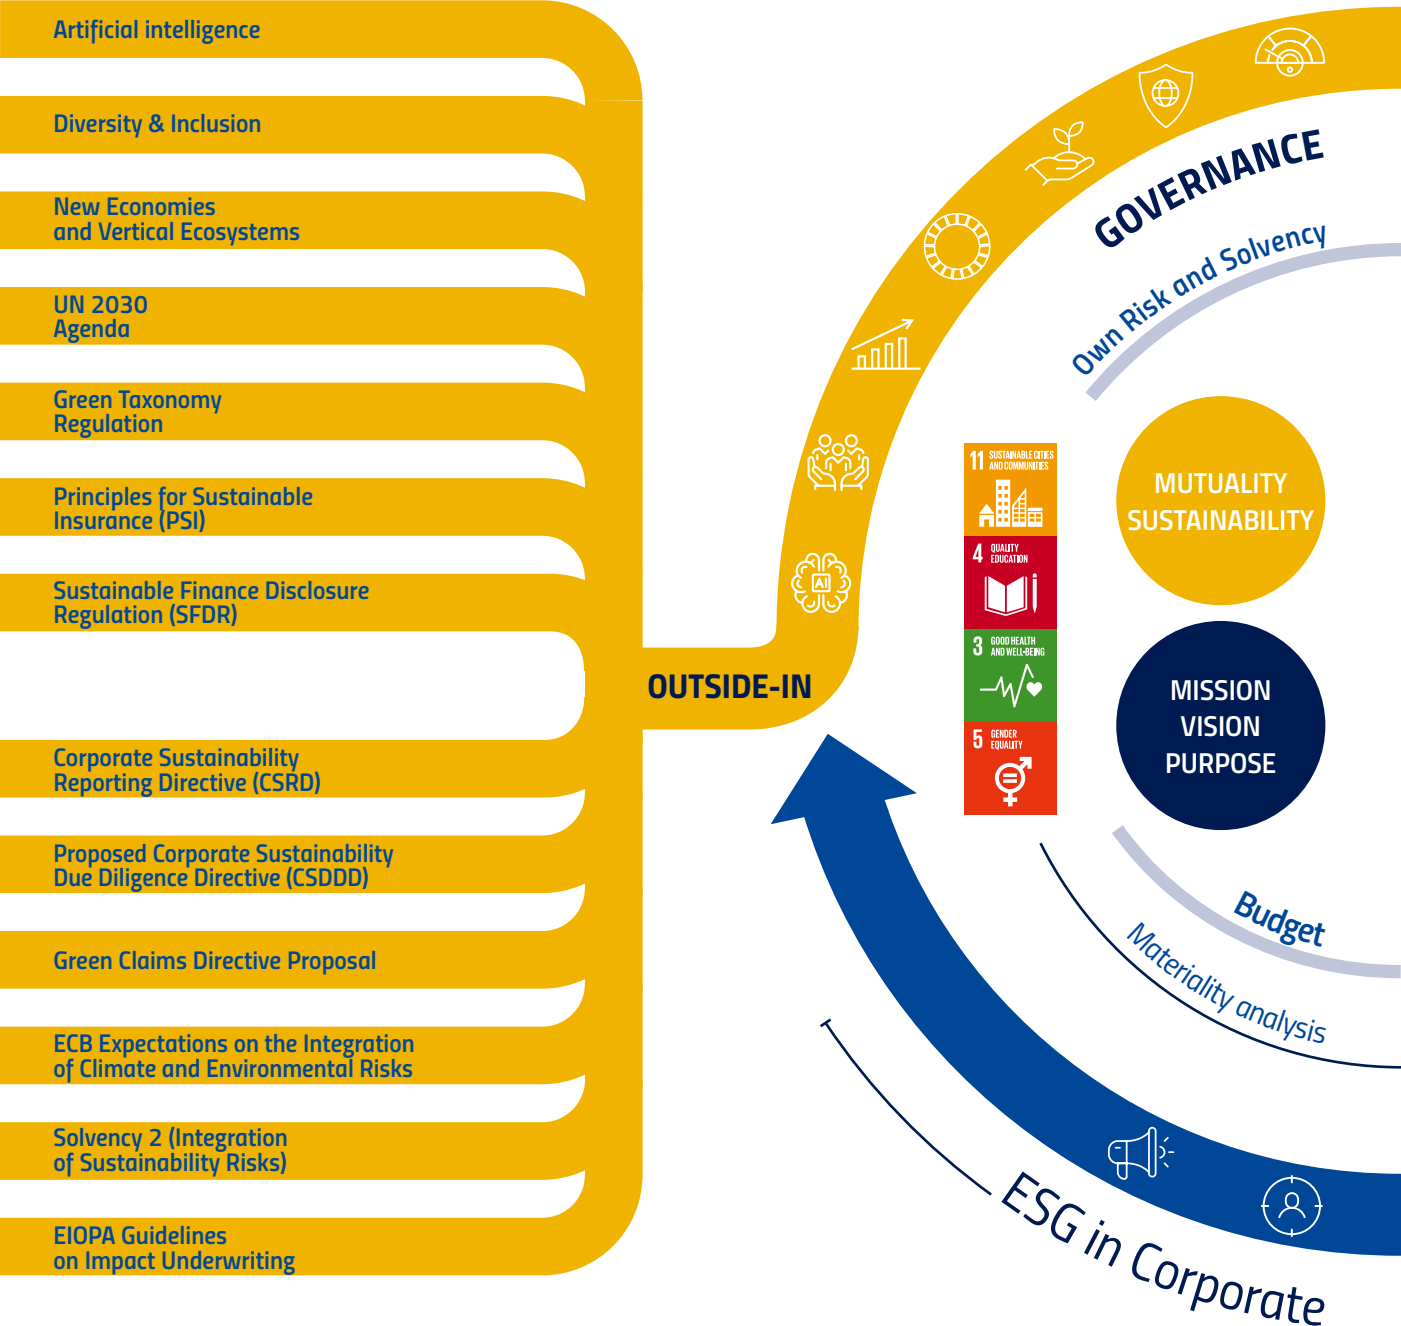 Artificial intelligence
Diversity & Inclusion
New Economies
and Vertical Ecosystems
UN 2030
Agenda
Green Taxonomy
Regulation
Principles for Sustainable
Insurance (PSI)
Sustainable Finance Disclosure
Regulation (SFDR)
Corporate Sustainability
Reporting Directive (CSRD)
Proposed Corporate Sustainability
Due Diligence Directive (CSDDD)
Green Claims Directive Proposal
ECB Expectations on the Integration
of Climate and Environmental Risks
Solvency 2 (Integration
of Sustainability Risks)
EIOPA Guidelines
on Impact Underwriting
OUTSIDE-IN
AI
GOVERNANCE
Own Risk and Solvency
11 SUSTAINABLE CITIES
AND COMMUNITIES
4 QUALITY
EDUCATION
3 GOOD HEALTH
AND WELL-BEING
5 GENDER
EQUALITY
MUTUALITY
SUSTAINABILITY
MISSION
VISION
PURPOSE
Budget
Materiality analysis
ESG in Corporate